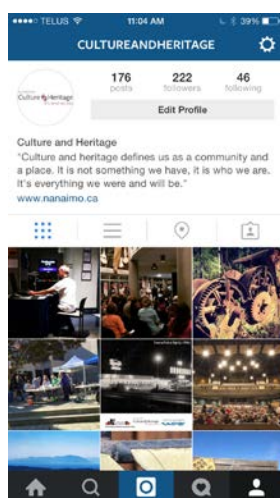 TELUS 11:04 AM 39%
CULTUREANDHERITAGE
176 222 46
posts followers following
Edit Profile
Culture & Heritage
Culture and Heritage
"Culture and heritage defines us as a community and
a place. It is not something we have, it is who we are.
It's everything we were and will be."
www.nanaimo.ca